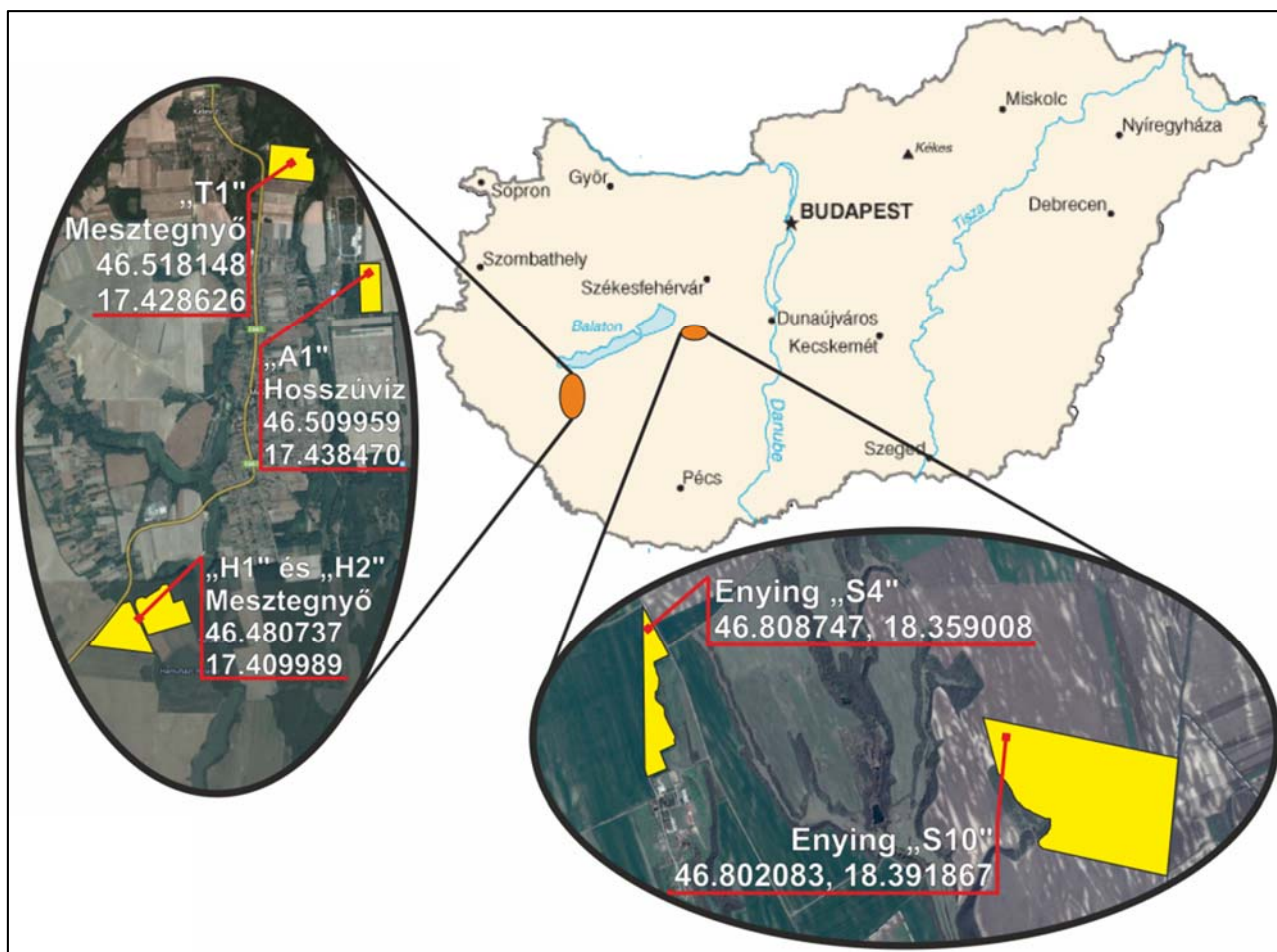 Miskolc
Nyíregyháza
Kékes
Győr
Sopron
BUDAPEST
Tisza
Debrecen
Szombathely
Székesfehérvár
Balaton
Dunaújváros
Kecskemét
Danube
Szeged
Pécs
„T1"
Mesztegnyő
46.518148
17.428626
„A1"
Hosszúvíz
46.509959
17.438470
„H1" és „H2"
Mesztegnyő
46.480737
17.409989
Enying „S4"
46.808747, 18.359008
Enying „S10"
46.802083, 18.391867